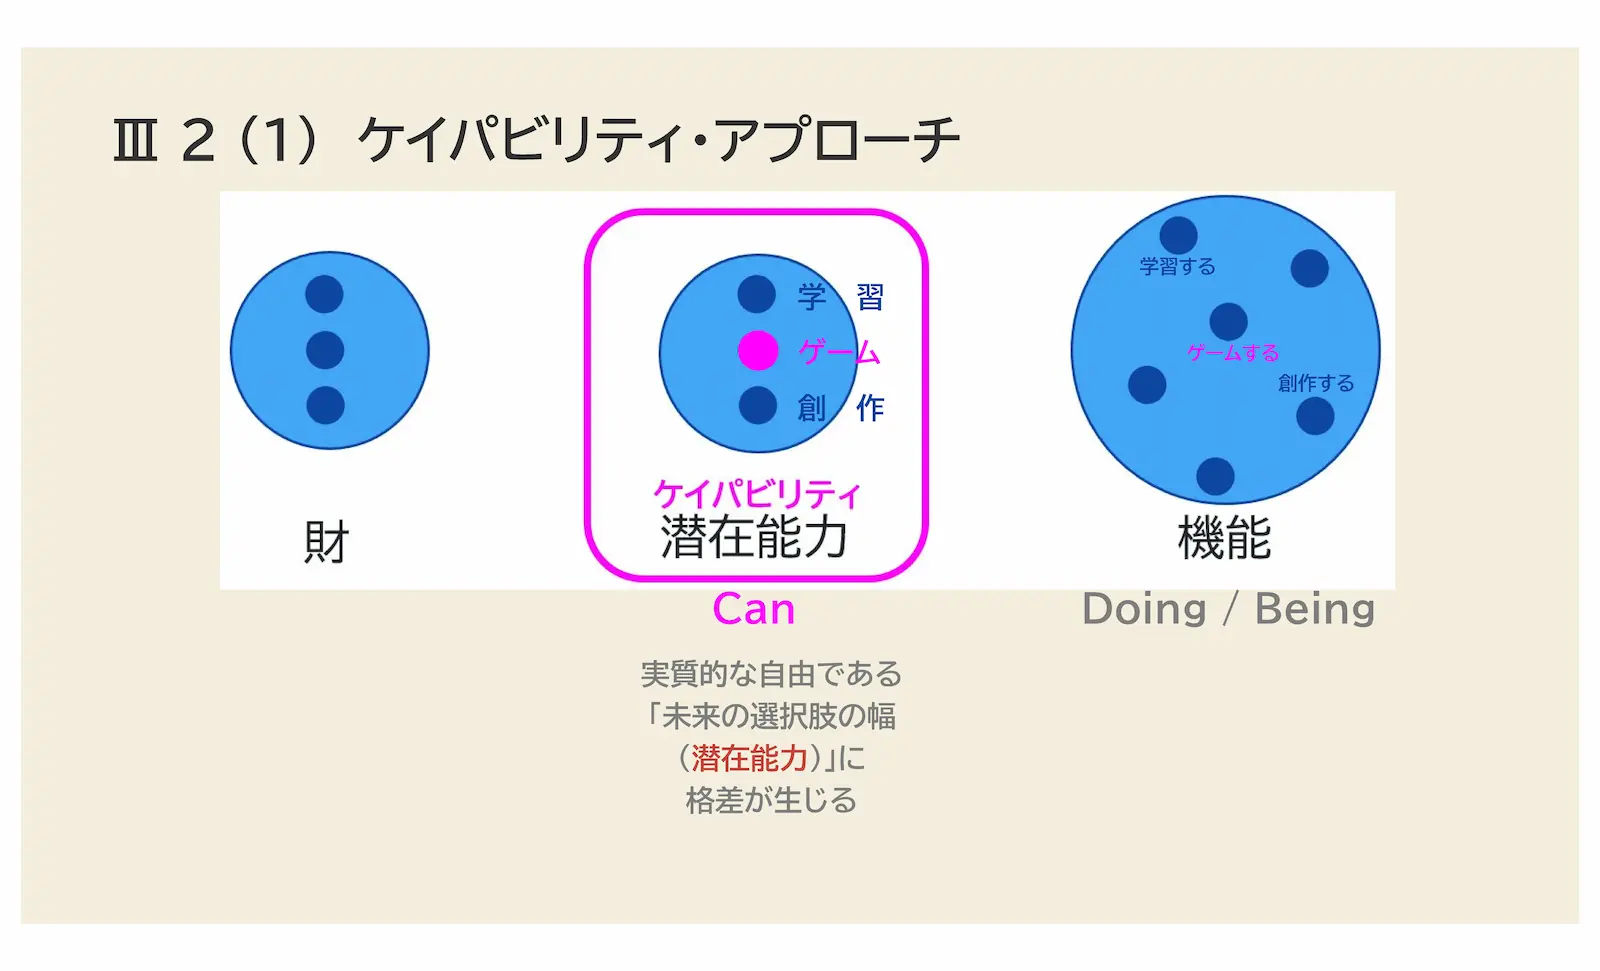 Ⅲ 2 (1) ケイパビリティ・アプローチ
学 習
ゲーム
創 作
学習する
ゲームする
創作する
財
ケイパビリティ
潜在能力
機能
Can
Doing / Being
実質的な自由である
「未来の選択肢の幅
（潜在能力）」に
格差が生じる